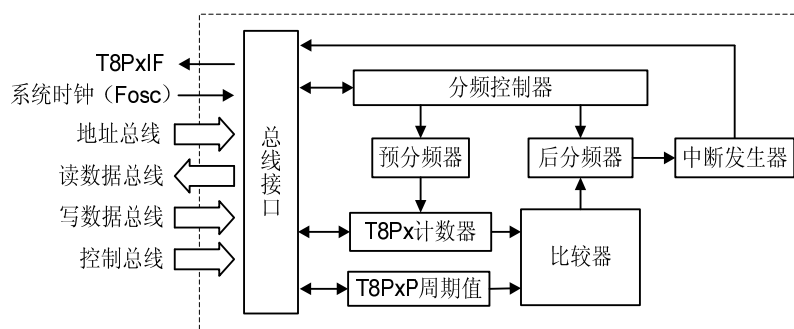 T8PxIF
系统时钟（Fosc）
地址总线
读数据总线
写数据总线
控制总线
总线接口
分频控制器
预分频器
后分频器
中断发生器
T8Px计数器
比较器
T8PxP周期值